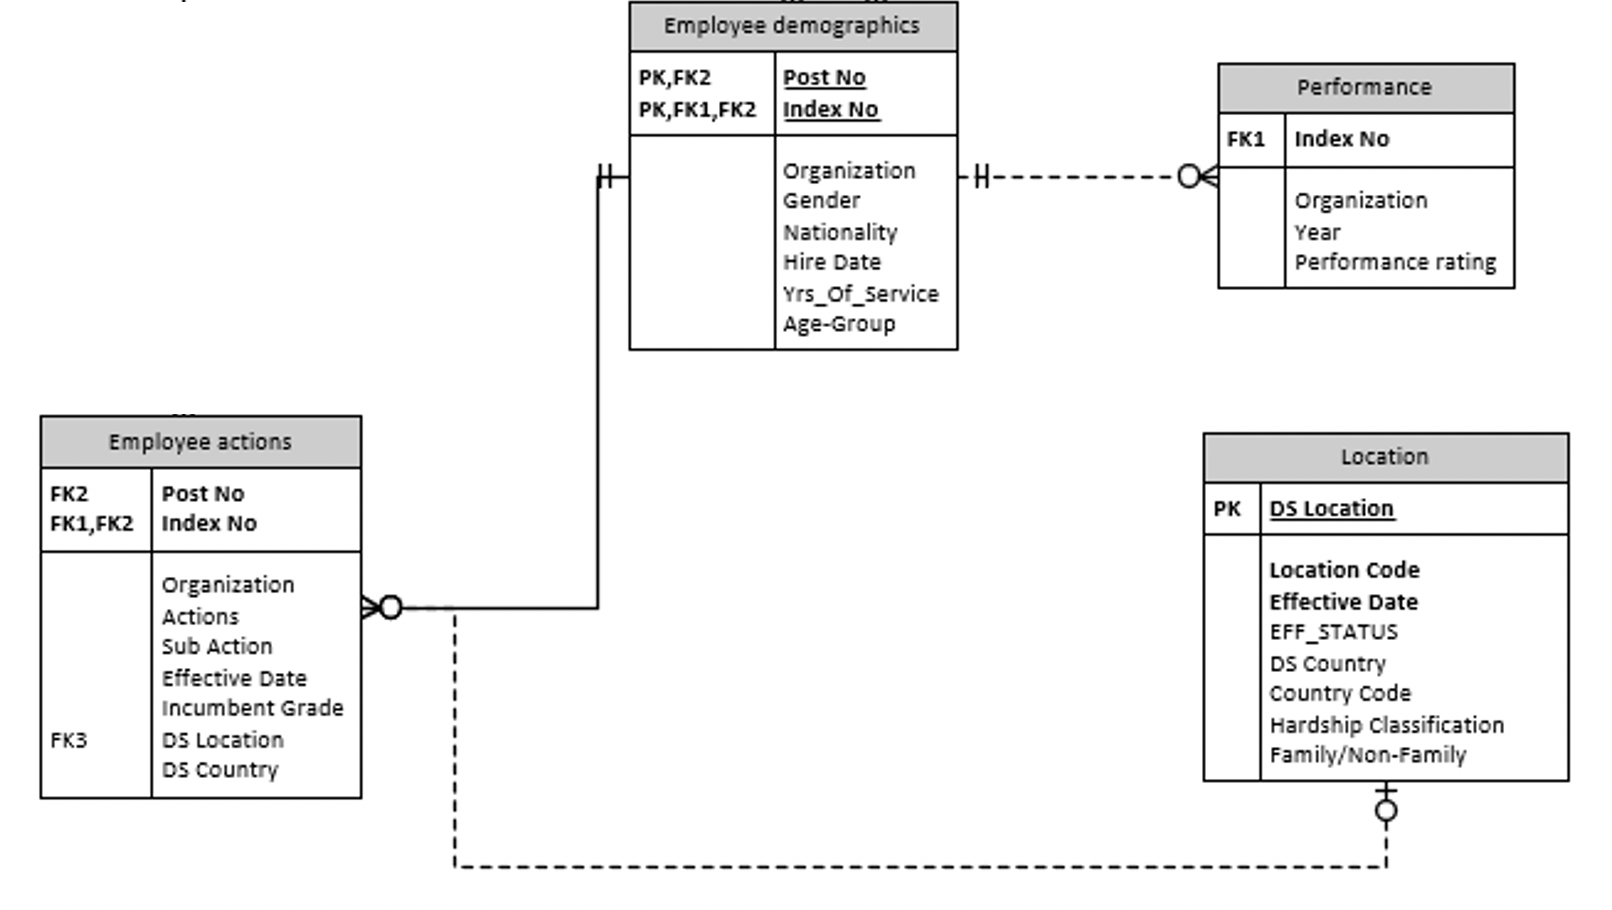 Employee demographics
PK,FK2 Post No
PK,FK1,FK2 Index No
Organization
Gender
Nationality
Hire Date
Yrs_Of_Service
Age-Group
Performance
FK1 Index No
Organization
Year
Performance rating
Employee actions
FK2 Post No
FK1,FK2 Index No
Organization
Actions
Sub Action
Effective Date
Incumbent Grade
FK3 DS Location
DS Country
Location
PK DS Location
Location Code
Effective Date
EFF_STATUS
DS Country
Country Code
Hardship Classification
Family/Non-Family